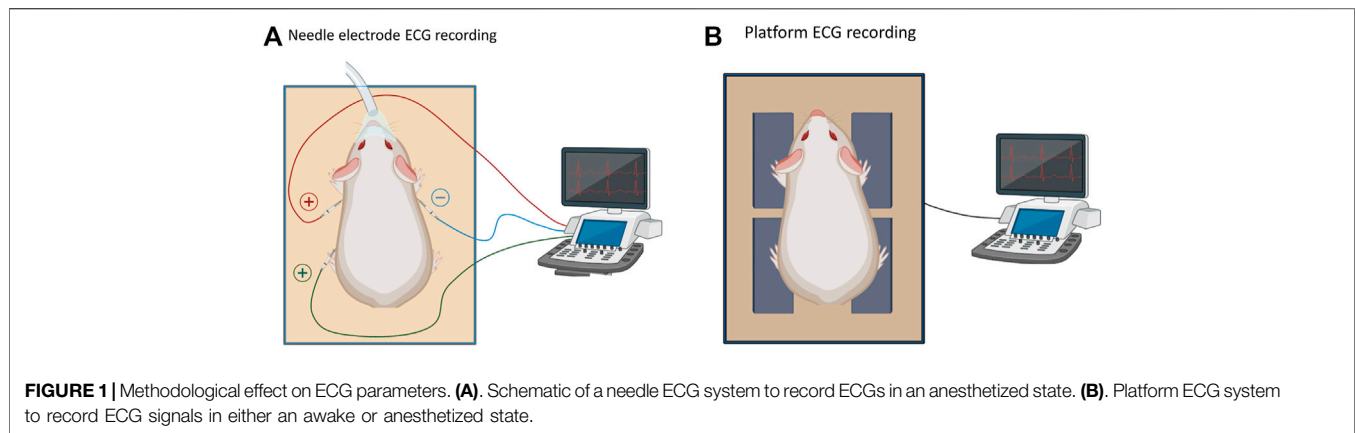 A Needle electrode ECG recording
B Platform ECG recording
+
−
+
FIGURE 1 | Methodological effect on ECG parameters. (A). Schematic of a needle ECG system to record ECGs in an anesthetized state. (B). Platform ECG system
to record ECG signals in either an awake or anesthetized state.